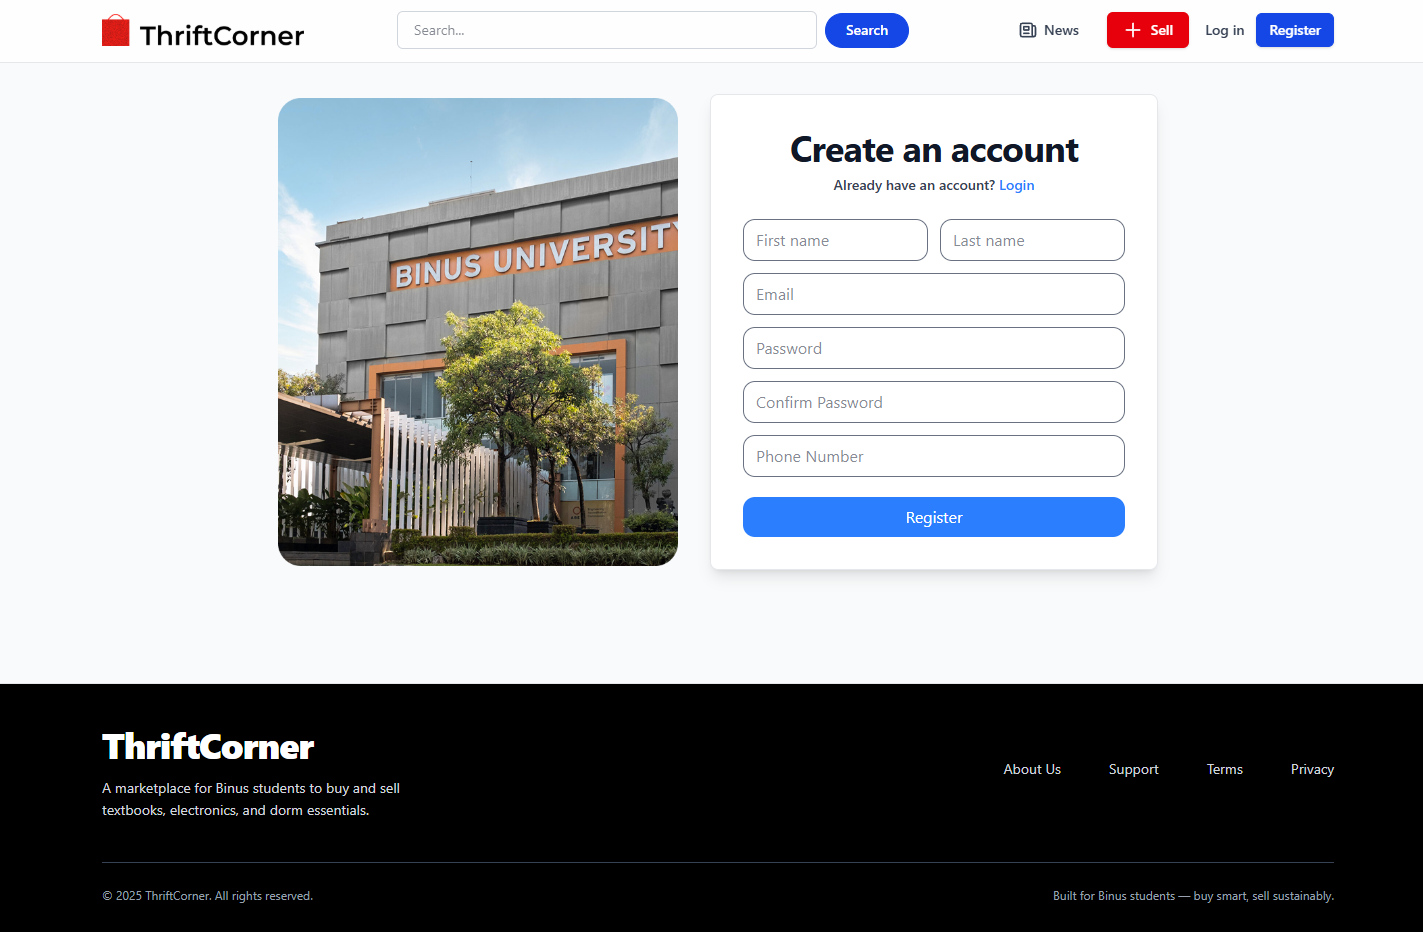 ThriftCorner
Search...
Search
News
Sell
Log in
Register
BINUS UNIVERSITY
Create an account
Already have an account? Login
First name
Last name
Email
Password
Confirm Password
Phone Number
Register
ThriftCorner
A marketplace for Binus students to buy and sell
textbooks, electronics, and dorm essentials.
About Us
Support
Terms
Privacy
© 2025 ThriftCorner. All rights reserved.
Built for Binus students — buy smart, sell sustainably.